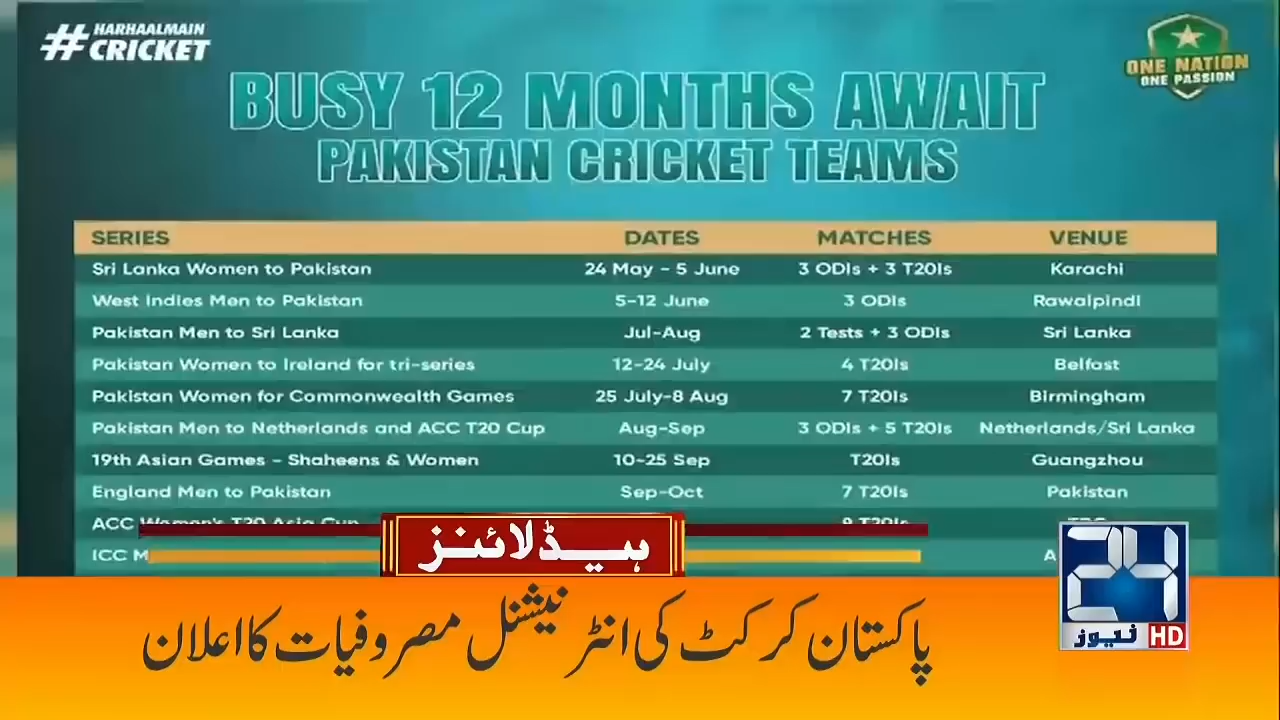 # HARHAALMAIN
CRICKET
ONE NATION
ONE PASSION
BUSY 12 MONTHS AWAIT
PAKISTAN CRICKET TEAMS
SERIES DATES MATCHES VENUE
Sri Lanka Women to Pakistan 24 May - 5 June 3 ODIs + 3 T20Is Karachi
West Indies Men to Pakistan 5-12 June 3 ODIs Rawalpindi
Pakistan Men to Sri Lanka Jul-Aug 2 Tests + 3 ODIs Sri Lanka
Pakistan Women to Ireland for tri-series 12-24 July 4 T20Is Belfast
Pakistan Women for Commonwealth Games 25 July-8 Aug 7 T20Is Birmingham
Pakistan Men to Netherlands and ACC T20 Cup Aug-Sep 3 ODIs + 5 T20Is Netherlands/Sri Lanka
19th Asian Games - Shaheens & Women 10-25 Sep T20Is Guangzhou
England Men to Pakistan Sep-Oct 7 T20Is Pakistan
ACC Women's T20 Asia Cup 8 T20Is
ICC M
ہیڈلائنز
24
نیوز HD
پاکستان کرکٹ کی انٹرنیشنل مصروفیات کا اعلان